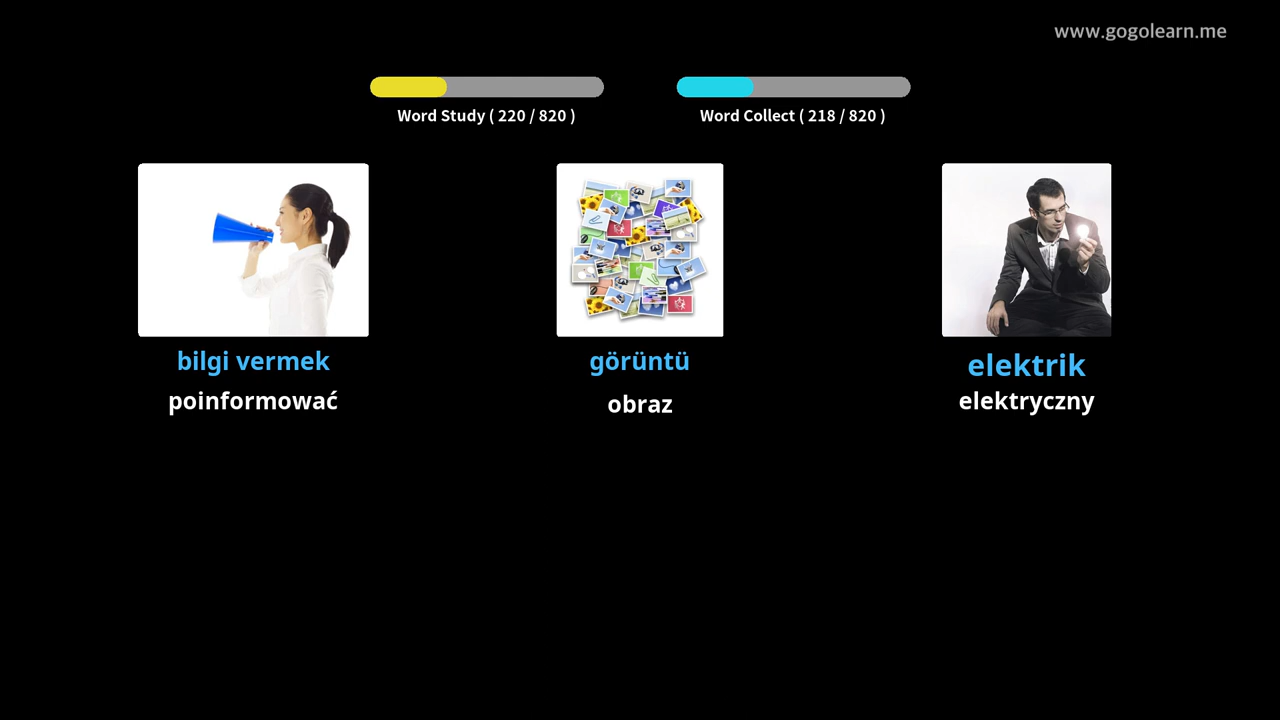 www.gogolearn.me
Word Study ( 220 / 820 )
Word Collect ( 218 / 820 )
bilgi vermek
görüntü
elektrik
poinformować
obraz
elektryczny